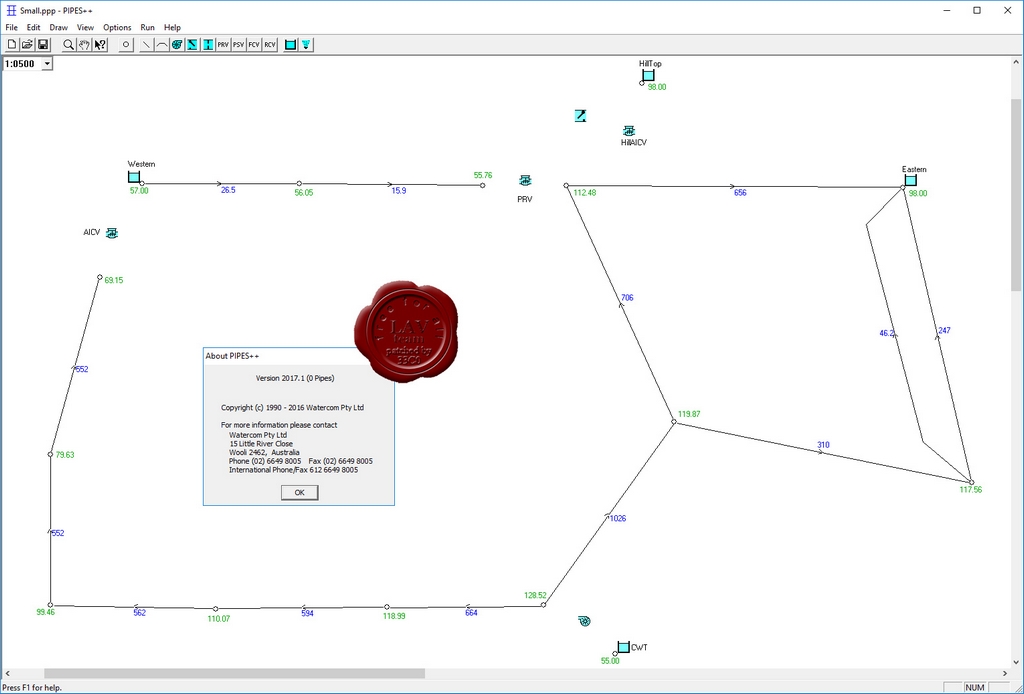 Small.ppp - PIPES++
File Edit Draw View Options Run Help
PRV PSV FCV RCV
1:0500
HillTop
98.00
HillAICV
Western
57.00
26.5
56.05
15.9
55.76
PRV
112.48
656
Eastern
98.00
AICV
69.15
706
46.2
247
552
LAV
team
patched by
33C1
About PIPES++
Version 2017.1 (0 Pipes)
Copyright (c) 1990 - 2016 Watercom Pty Ltd
For more information please contact
Watercom Pty Ltd
15 Little River Close
Wooli 2462, Australia
Phone (02) 6649 8005 Fax (02) 6649 8005
International Phone/Fax 612 6649 8005
OK
119.87
310
79.63
117.56
1026
552
128.52
99.46
562
110.07
594
118.99
664
CWT
55.00
Press F1 for help.
NUM